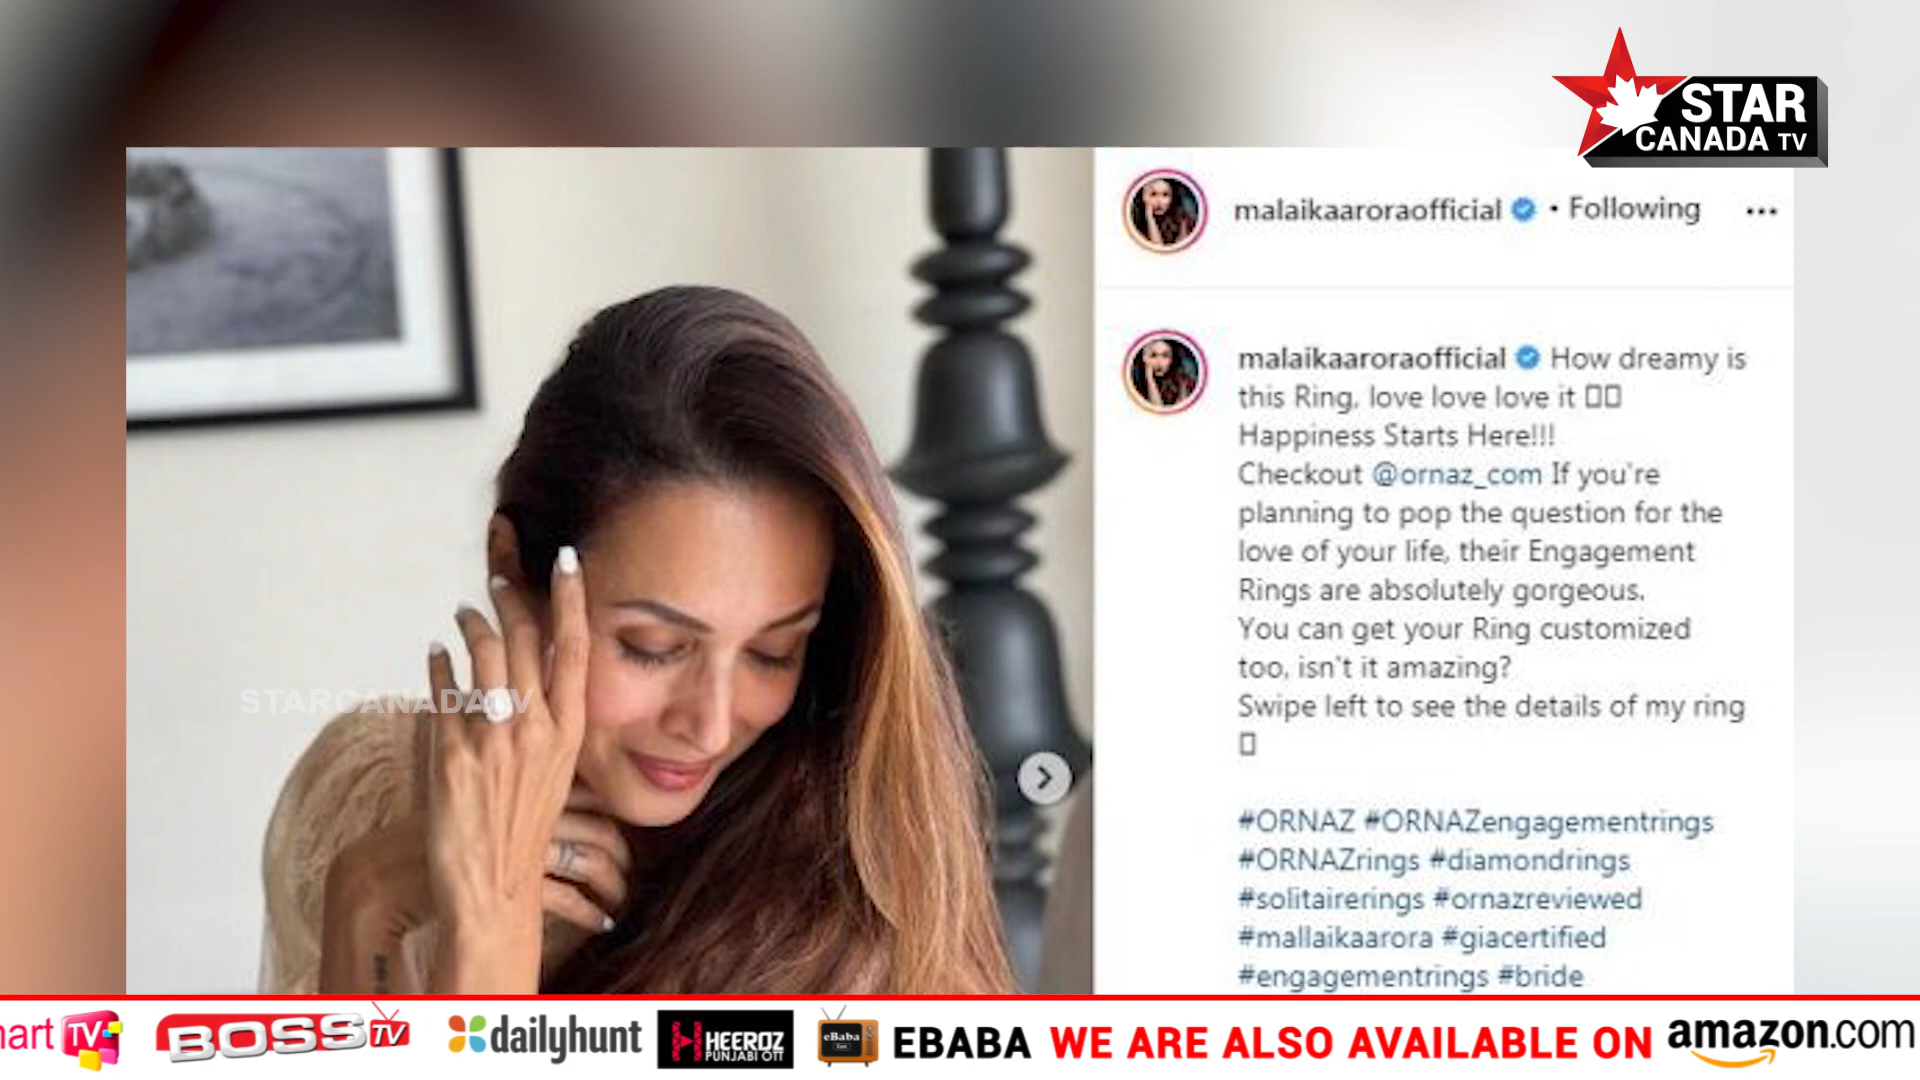 STAR
CANADA TV
malaikaaroraofficial • Following
malaikaaroraofficial How dreamy is
this Ring, love love love it
Happiness Starts Here!!!
Checkout @ornaz_com If you're
planning to pop the question for the
love of your life, their Engagement
Rings are absolutely gorgeous.
You can get your Ring customized
too, isn't it amazing?
Swipe left to see the details of my ring
#ORNAZ #ORNAZengagementrings
#ORNAZrings #diamondrings
#solitairerings #ornazreviewed
#mallaikaarora #giacertified
#engagementrings #bride
STARCANADATV
art TV BOSS TV dailyhunt HEEROZ PUNJABI OTT eBaba EBABA WE ARE ALSO AVAILABLE ON amazon.com